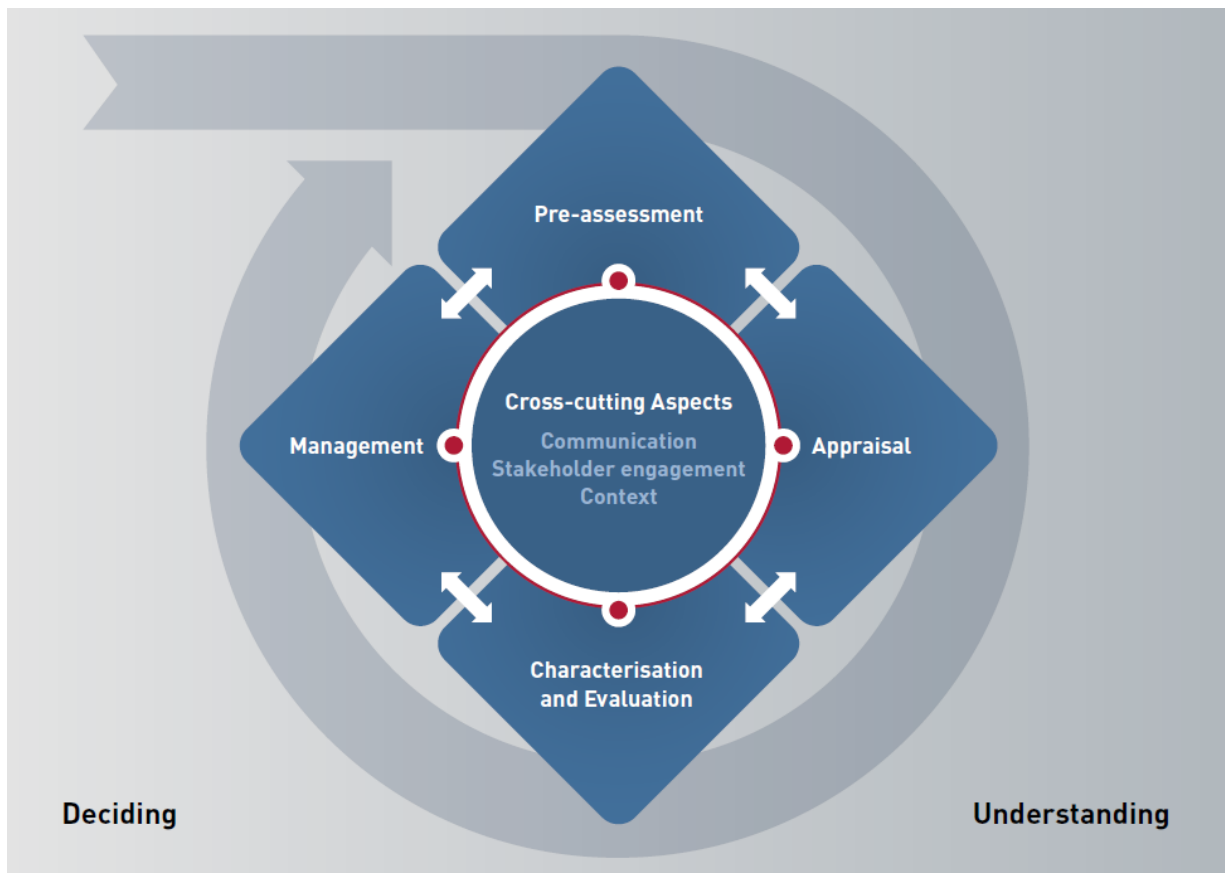 Pre-assessment
Cross-cutting Aspects
Communication
Stakeholder engagement
Context
Management
Appraisal
Characterisation
and Evaluation
Deciding
Understanding